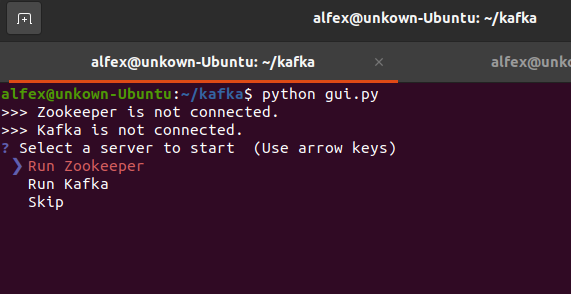 alfex@unkown-Ubuntu: ~/kafka
alfex@unkown-Ubuntu: ~/kafka × alfex@unko
alfex@unkown-Ubuntu:~/kafka$ python gui.py
>>> Zookeeper is not connected.
>>> Kafka is not connected.
? Select a server to start  (Use arrow keys)
❯ Run Zookeeper
Run Kafka
Skip